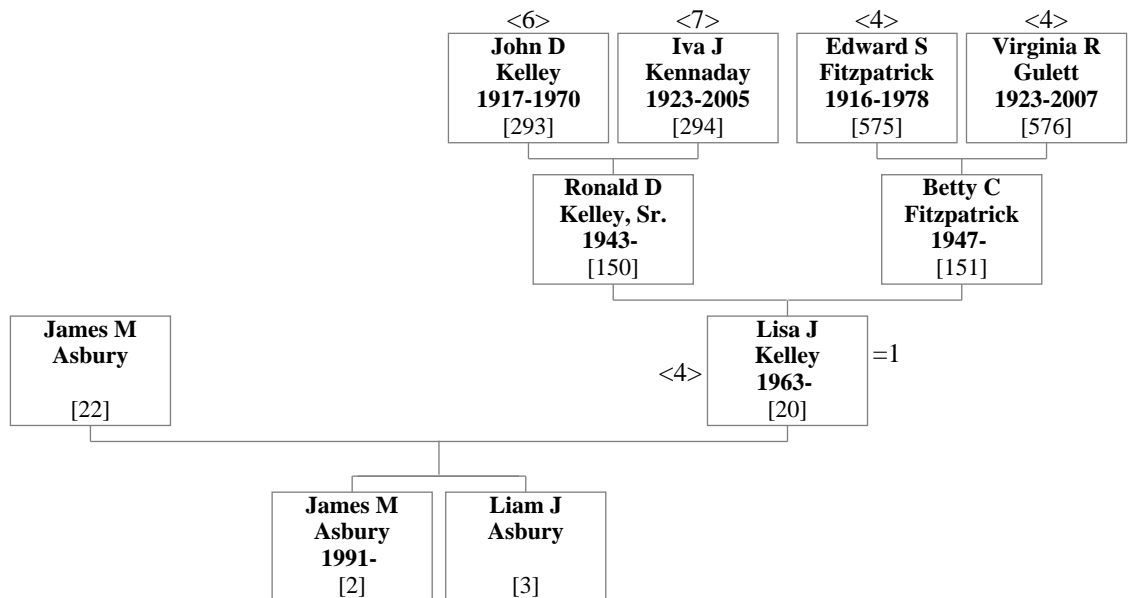 <6>
<7>
<4>
<4>
John D
Kelley
1917-1970
[293]
Iva J
Kennaday
1923-2005
[294]
Edward S
Fitzpatrick
1916-1978
[575]
Virginia R
Gulett
1923-2007
[576]
Ronald D
Kelley, Sr.
1943-
[150]
Betty C
Fitzpatrick
1947-
[151]
James M
Asbury
[22]
<4>
Lisa J
Kelley
1963-
[20]
=1
James M
Asbury
1991-
[2]
Liam J
Asbury
[3]